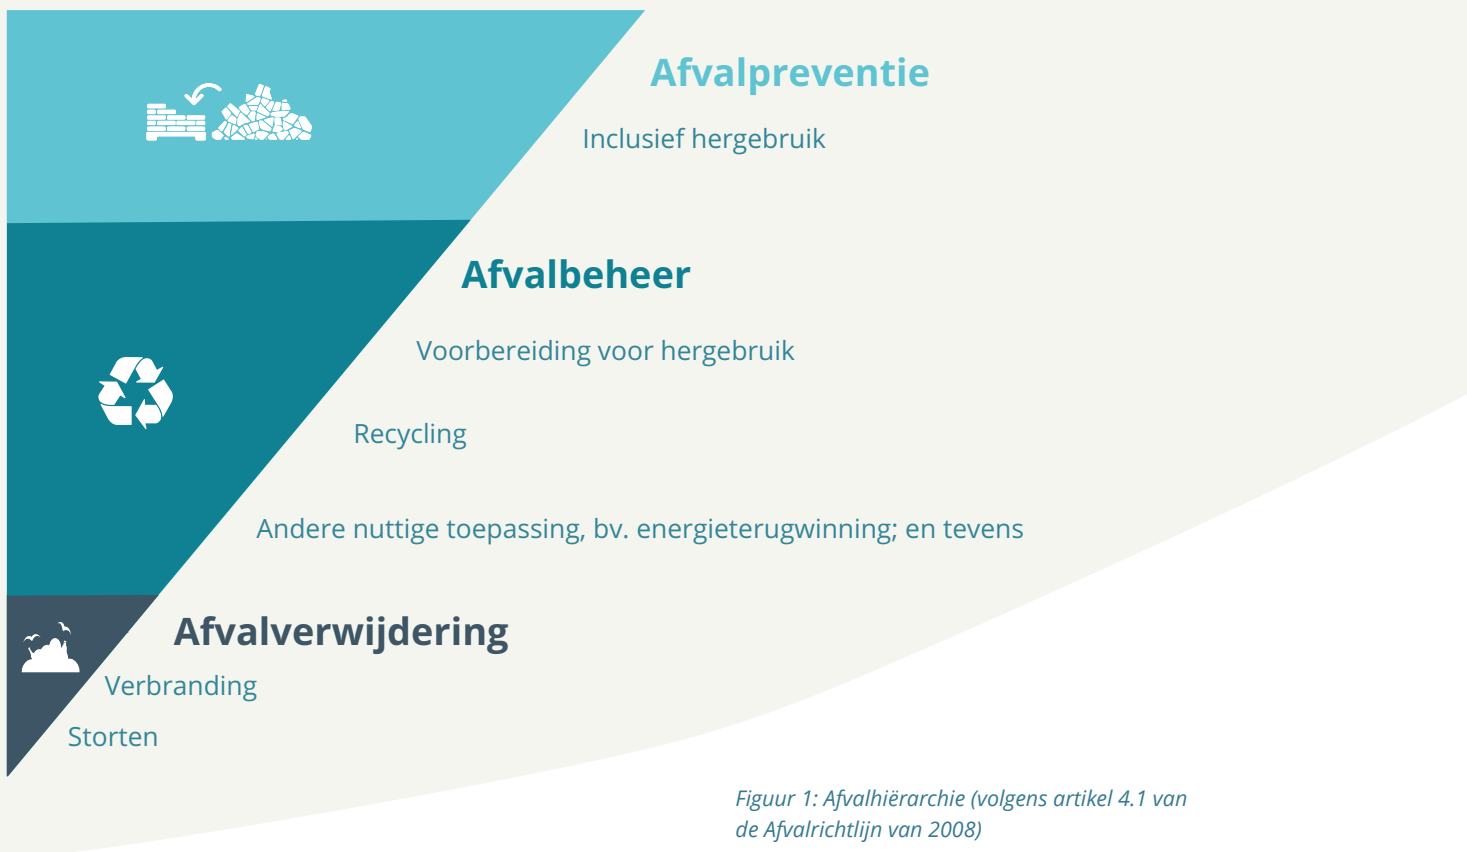 Afvalpreventie
Inclusief hergebruik
Afvalbeheer
Voorbereiding voor hergebruik
Recycling
Andere nuttige toepassing, bv. energieterugwinning; en tevens
Afvalverwijdering
Verbranding
Storten
Figuur 1: Afvalhiërarchie (volgens artikel 4.1 van
de Afvalrichtlijn van 2008)